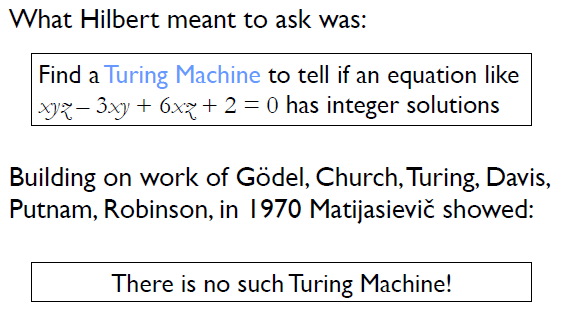 What Hilbert meant to ask was:
Find a Turing Machine to tell if an equation like
xyz – 3xy + 6xz + 2 = 0 has integer solutions
Building on work of Gödel, Church, Turing, Davis,
Putnam, Robinson, in 1970 Matijasievič showed:
There is no such Turing Machine!